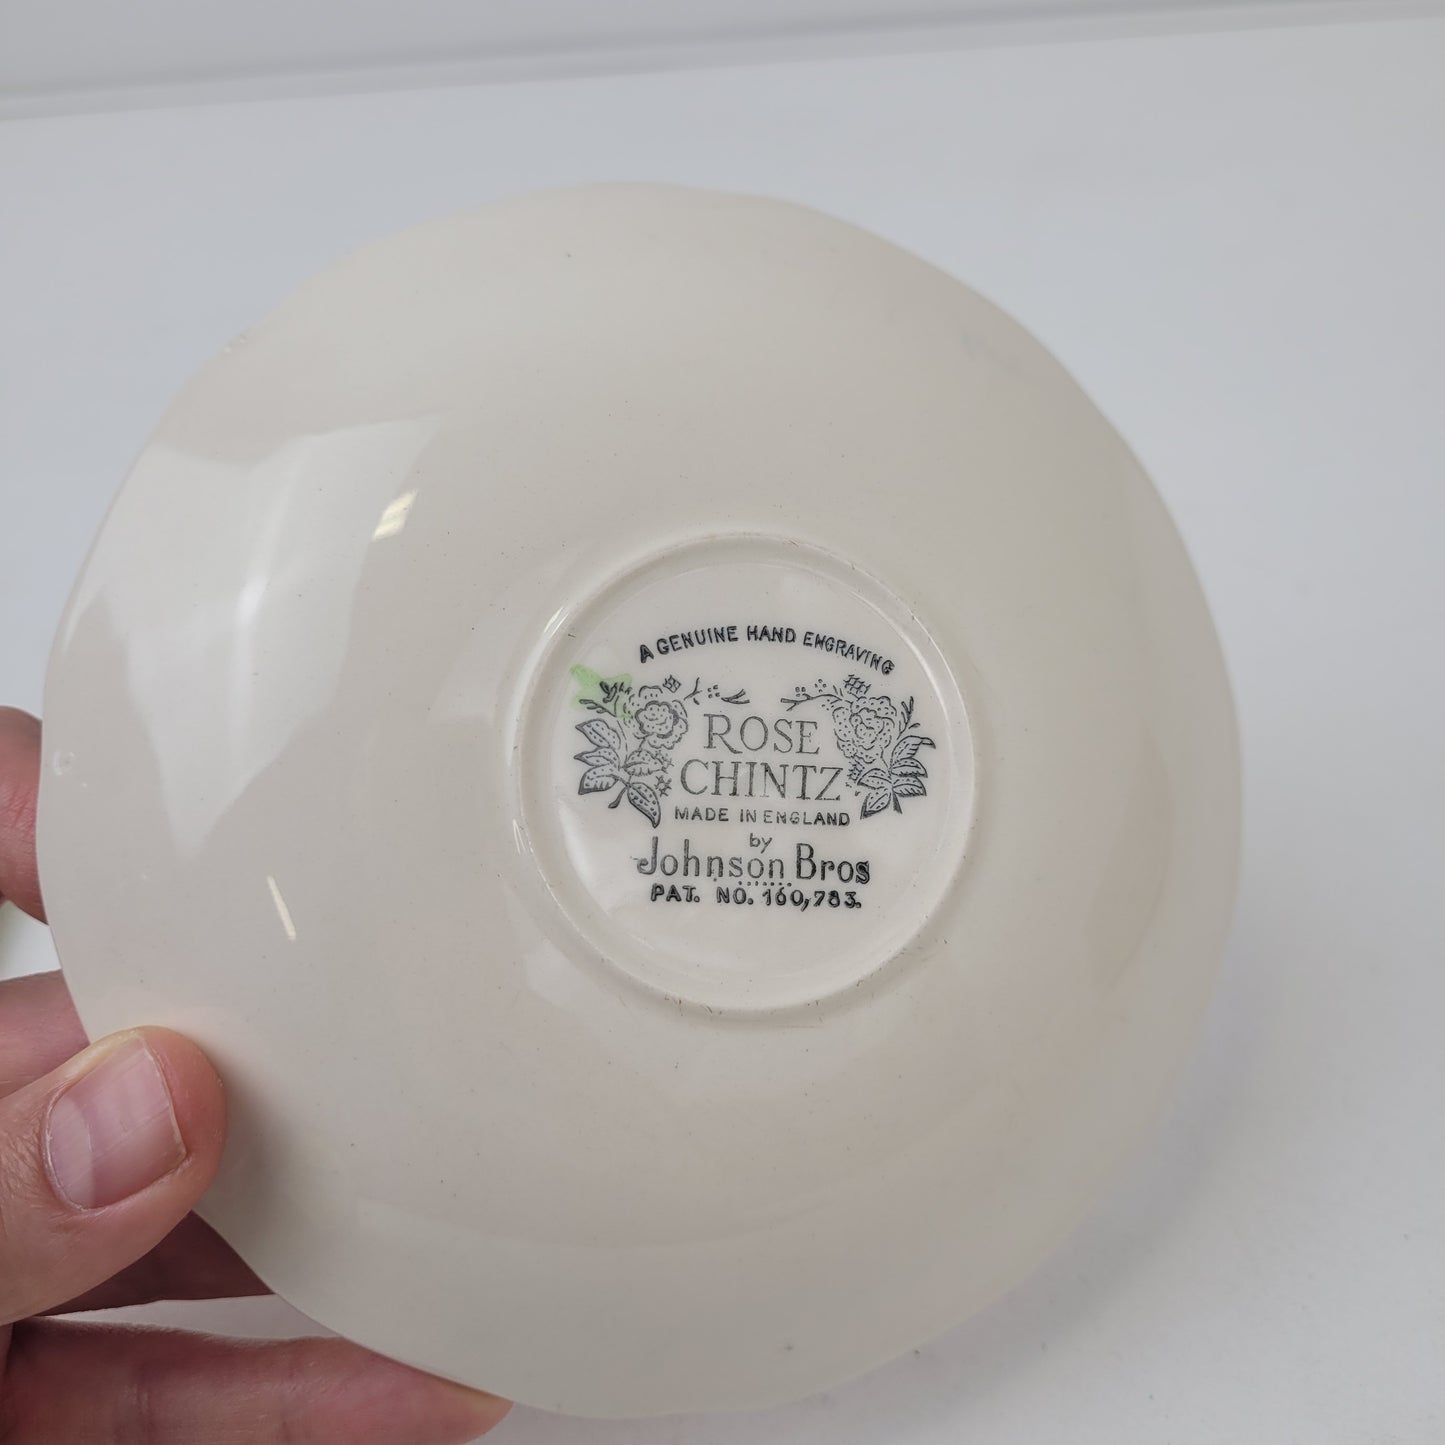 A GENUINE HAND ENGRAVING
ROSE
CHINTZ
MADE IN ENGLAND
by
Johnson Bros
PAT. NO. 160,783.